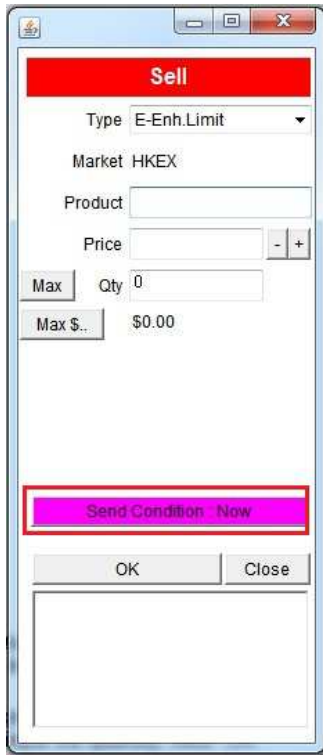 Sell
Type E-Enh.Limit
Market HKEX
Product
Price - +
Max Qty 0
Max $.. $0.00
Send Condition : Now
OK Close